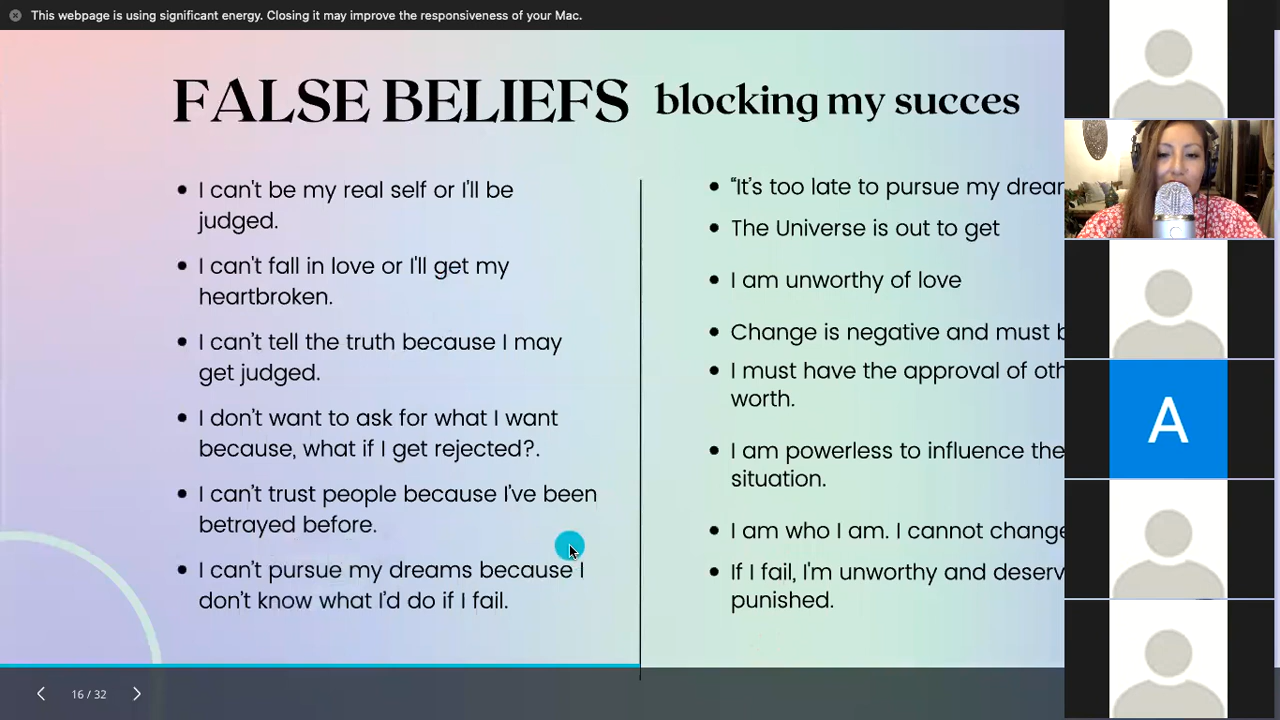 This webpage is using significant energy. Closing it may improve the responsiveness of your Mac.
FALSE BELIEFS blocking my succes
• I can't be my real self or I'll be
judged.
• I can't fall in love or I'll get my
heartbroken.
• I can't tell the truth because I may
get judged.
• I don't want to ask for what I want
because, what if I get rejected?.
• I can't trust people because I've been
betrayed before.
• I can't pursue my dreams because I
don't know what I'd do if I fail.
• “It's too late to pursue my
• The Universe is out to get
• I am unworthy of love
• Change is negative and must
• I must have the approval of
worth.
• I am powerless to influence the
situation.
• I am who I am. I cannot change
• If I fail, I'm unworthy and
punished.
A
16 / 32